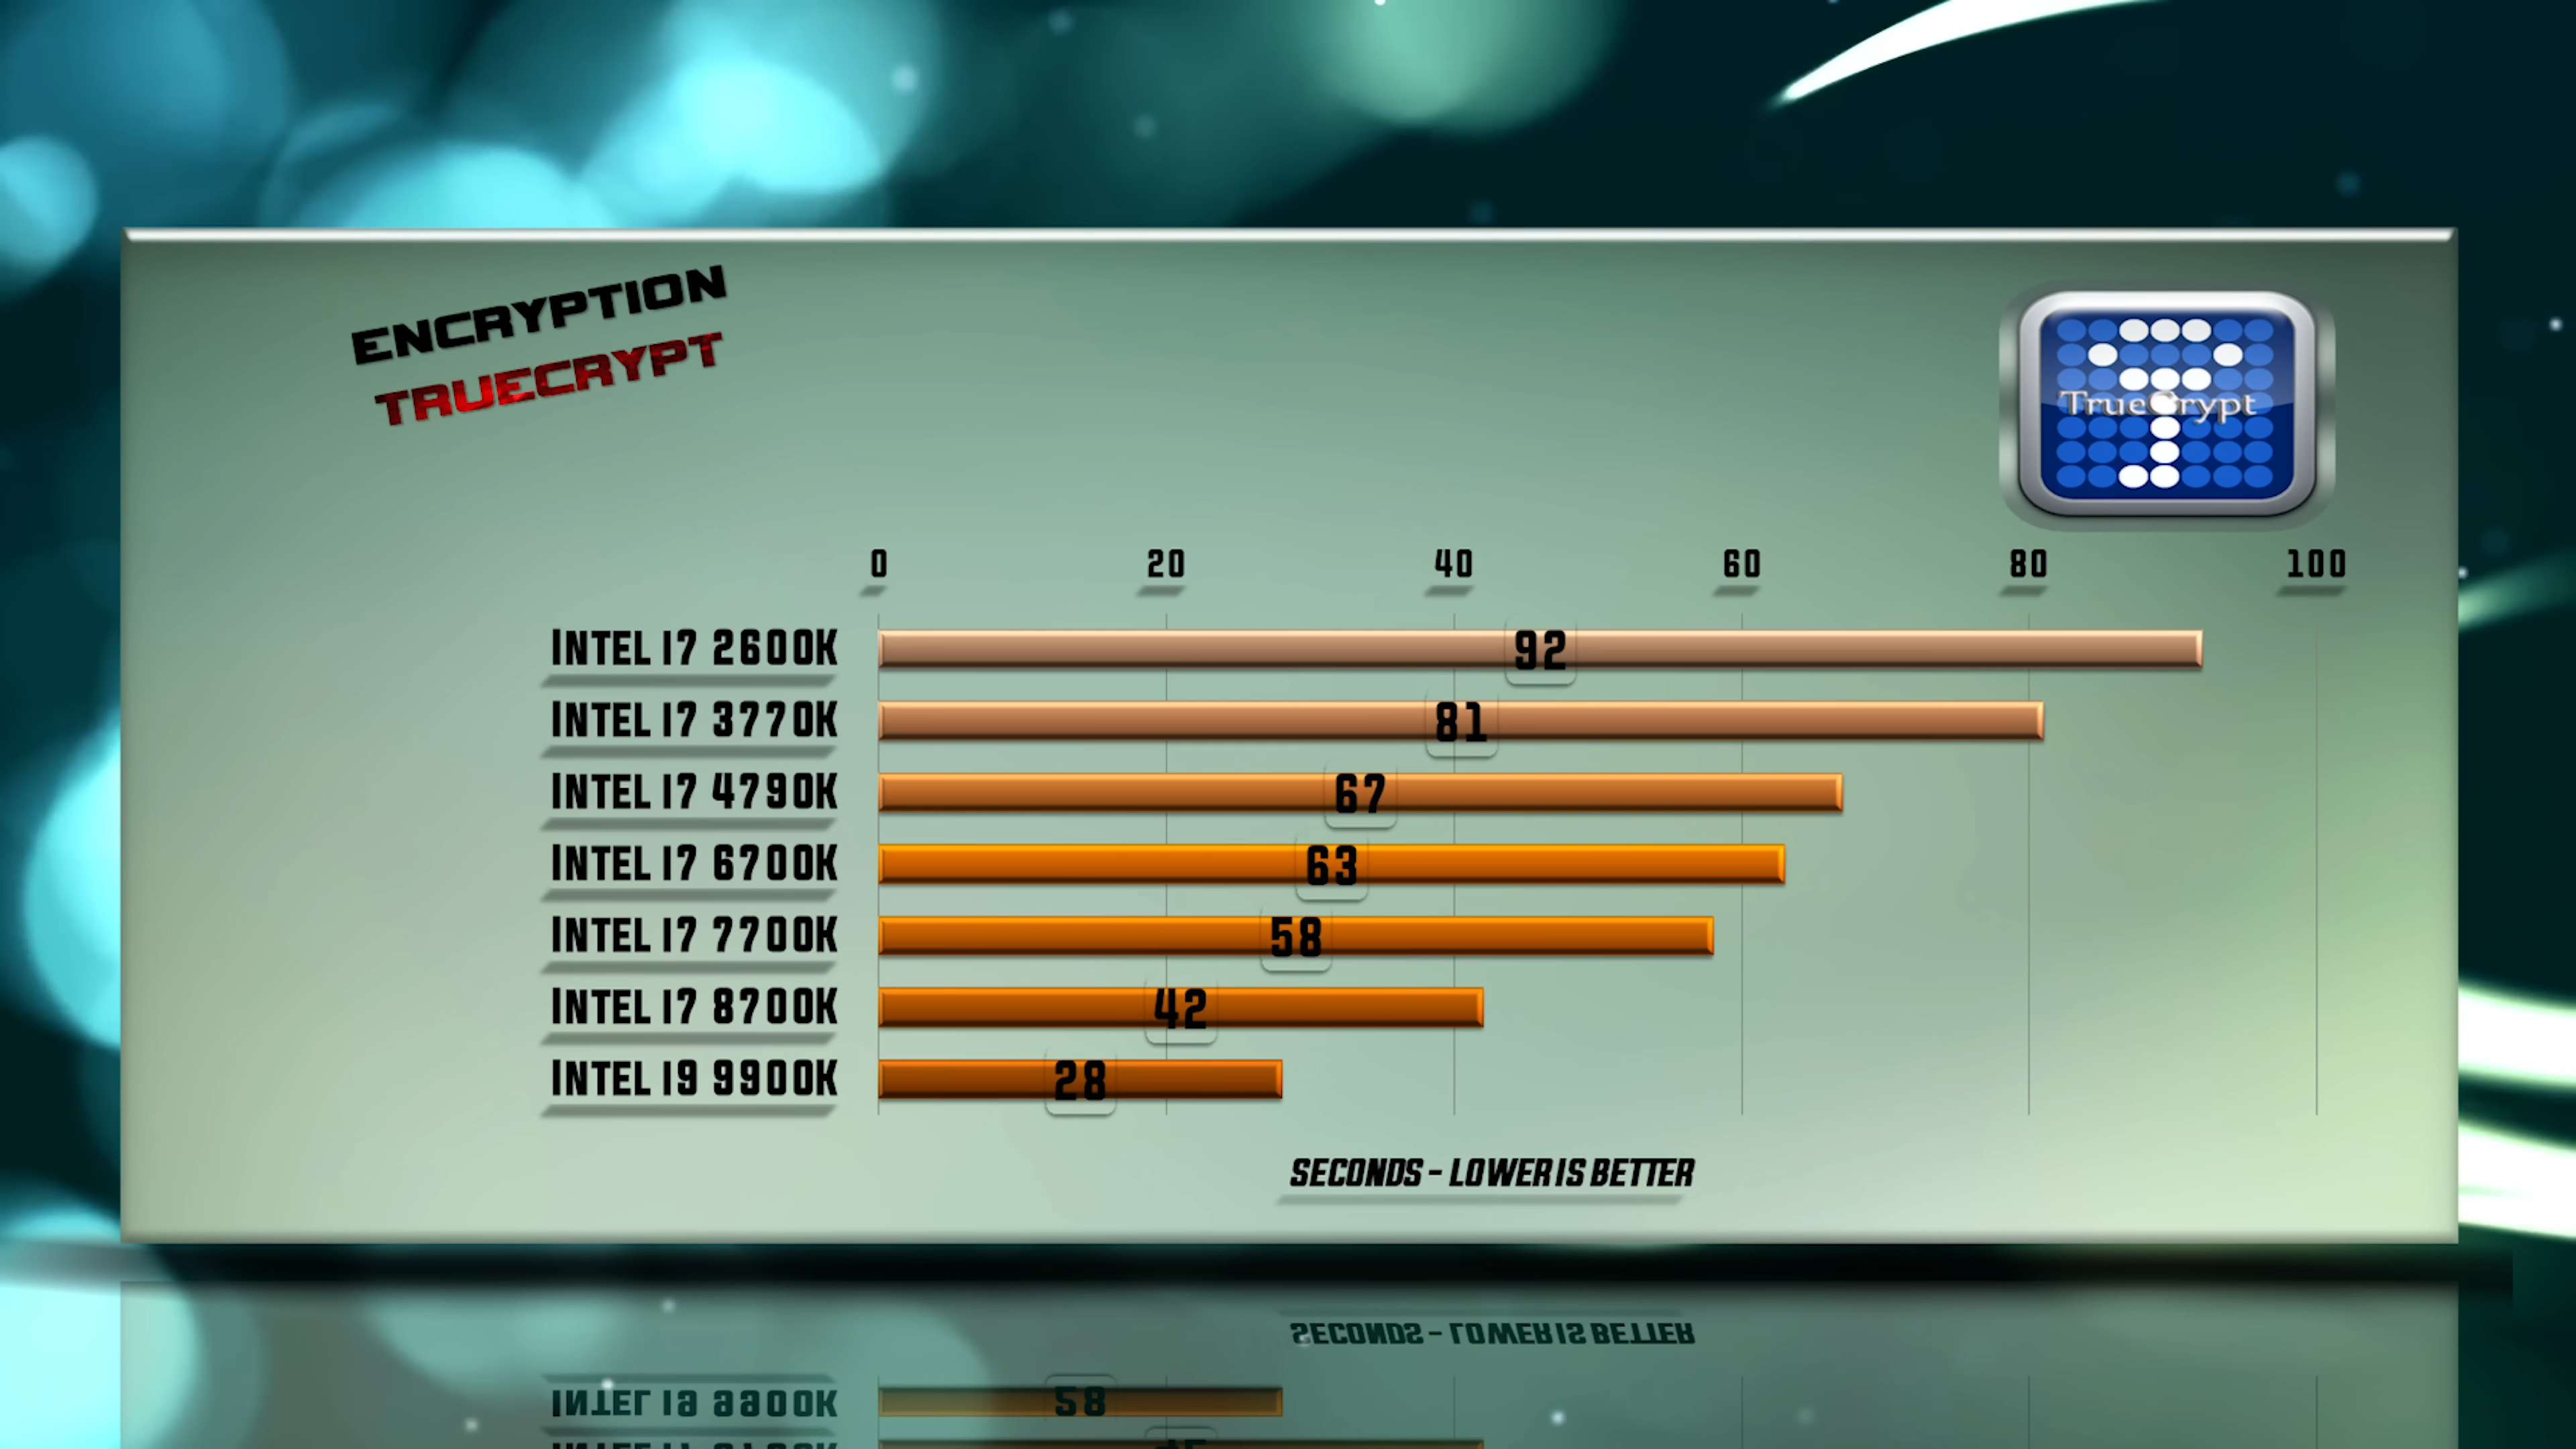 ENCRYPTION
TRUECRYPT
TrueCrypt
0 20 40 60 80 100
INTEL I7 2600K 92
INTEL I7 3770K 81
INTEL I7 4790K 67
INTEL I7 6700K 63
INTEL I7 7700K 58
INTEL I7 8700K 42
INTEL I9 9900K 28
SECONDS - LOWER IS BETTER